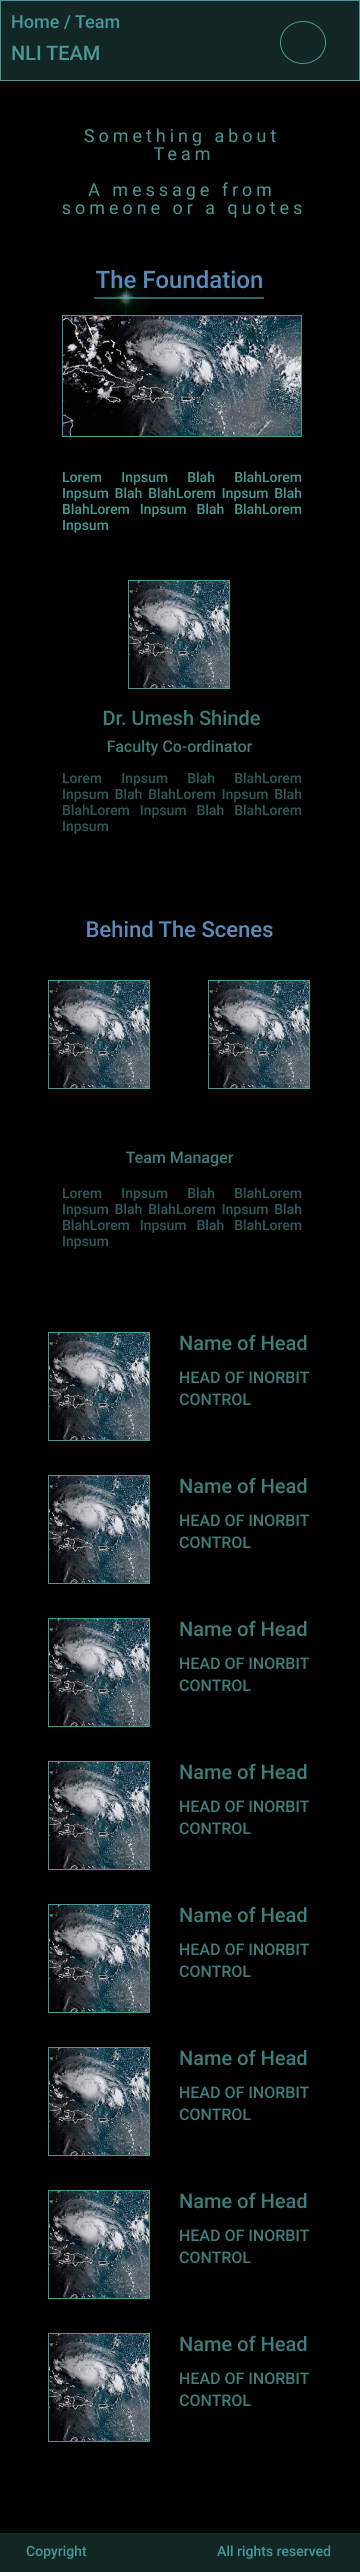 Home / Team
NLI TEAM
Something about
Team
A message from
someone or a quotes
The Foundation
Lorem Inpsum Blah BlahLorem
Inpsum Blah BlahLorem Inpsum Blah
BlahLorem Inpsum Blah BlahLorem
Inpsum
Dr. Umesh Shinde
Faculty Co-ordinator
Lorem Inpsum Blah BlahLorem
Inpsum Blah BlahLorem Inpsum Blah
BlahLorem Inpsum Blah BlahLorem
Inpsum
Behind The Scenes
Team Manager
Lorem Inpsum Blah BlahLorem
Inpsum Blah BlahLorem Inpsum Blah
BlahLorem Inpsum Blah BlahLorem
Inpsum
Name of Head
HEAD OF INORBIT
CONTROL
Name of Head
HEAD OF INORBIT
CONTROL
Name of Head
HEAD OF INORBIT
CONTROL
Name of Head
HEAD OF INORBIT
CONTROL
Name of Head
HEAD OF INORBIT
CONTROL
Name of Head
HEAD OF INORBIT
CONTROL
Name of Head
HEAD OF INORBIT
CONTROL
Name of Head
HEAD OF INORBIT
CONTROL
Copyright
All rights reserved